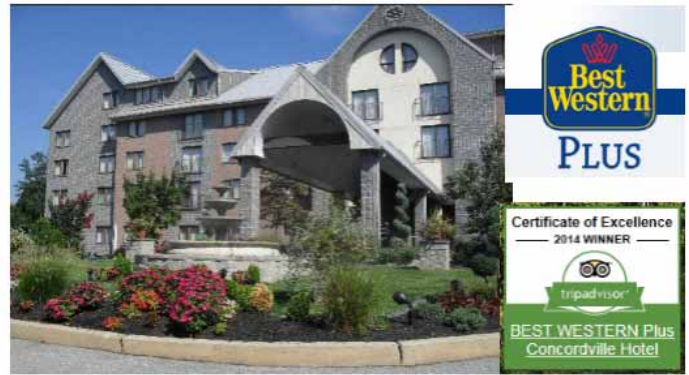 Best
Western
PLUS
Certificate of Excellence
2014 WINNER
tripadvisor
BEST WESTERN Plus
Concordville Hotel